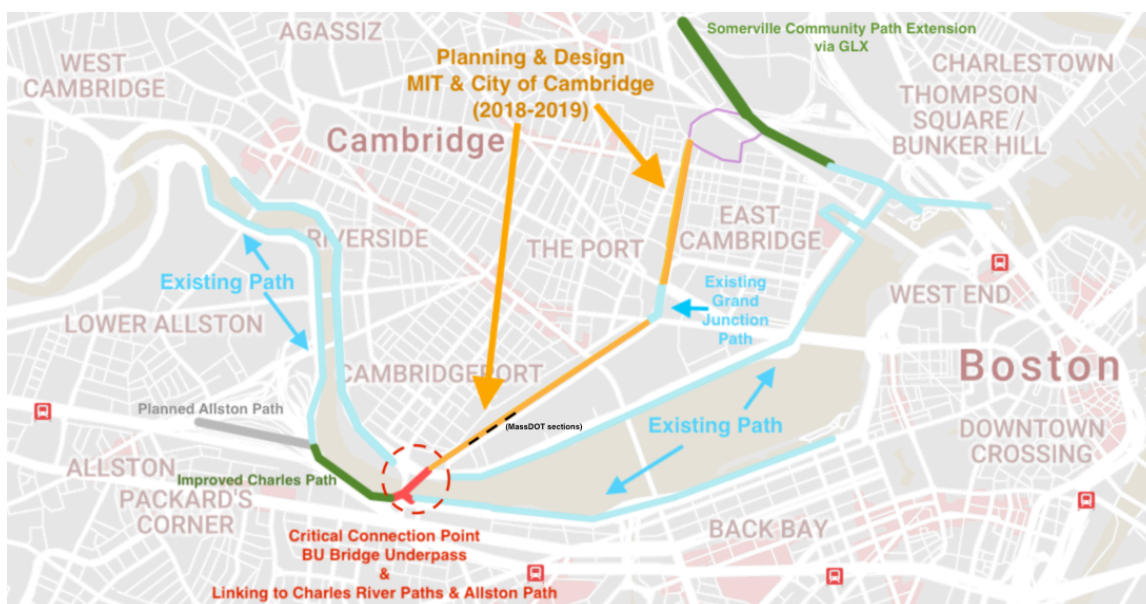 Somerville Community Path Extension
via GLX
AGASSIZ
Planning & Design
MIT & City of Cambridge
(2018-2019)
WEST
CAMBRIDGE
CHARLESTOWN
THOMPSON
SQUARE /
BUNKER HILL
Cambridge
EAST
CAMBRIDGE
RIVERSIDE
THE PORT
Existing Path
Existing
Grand
Junction
Path
WEST END
LOWER ALLSTON
Boston
CAMBRIDGEPORT
Planned Allston Path
(MassDOT sections)
Existing Path
DOWNTOWN
CROSSING
ALLSTON
Improved Charles Path
PACKARD'S
CORNER
BACK BAY
Critical Connection Point
BU Bridge Underpass
&
Linking to Charles River Paths & Allston Path